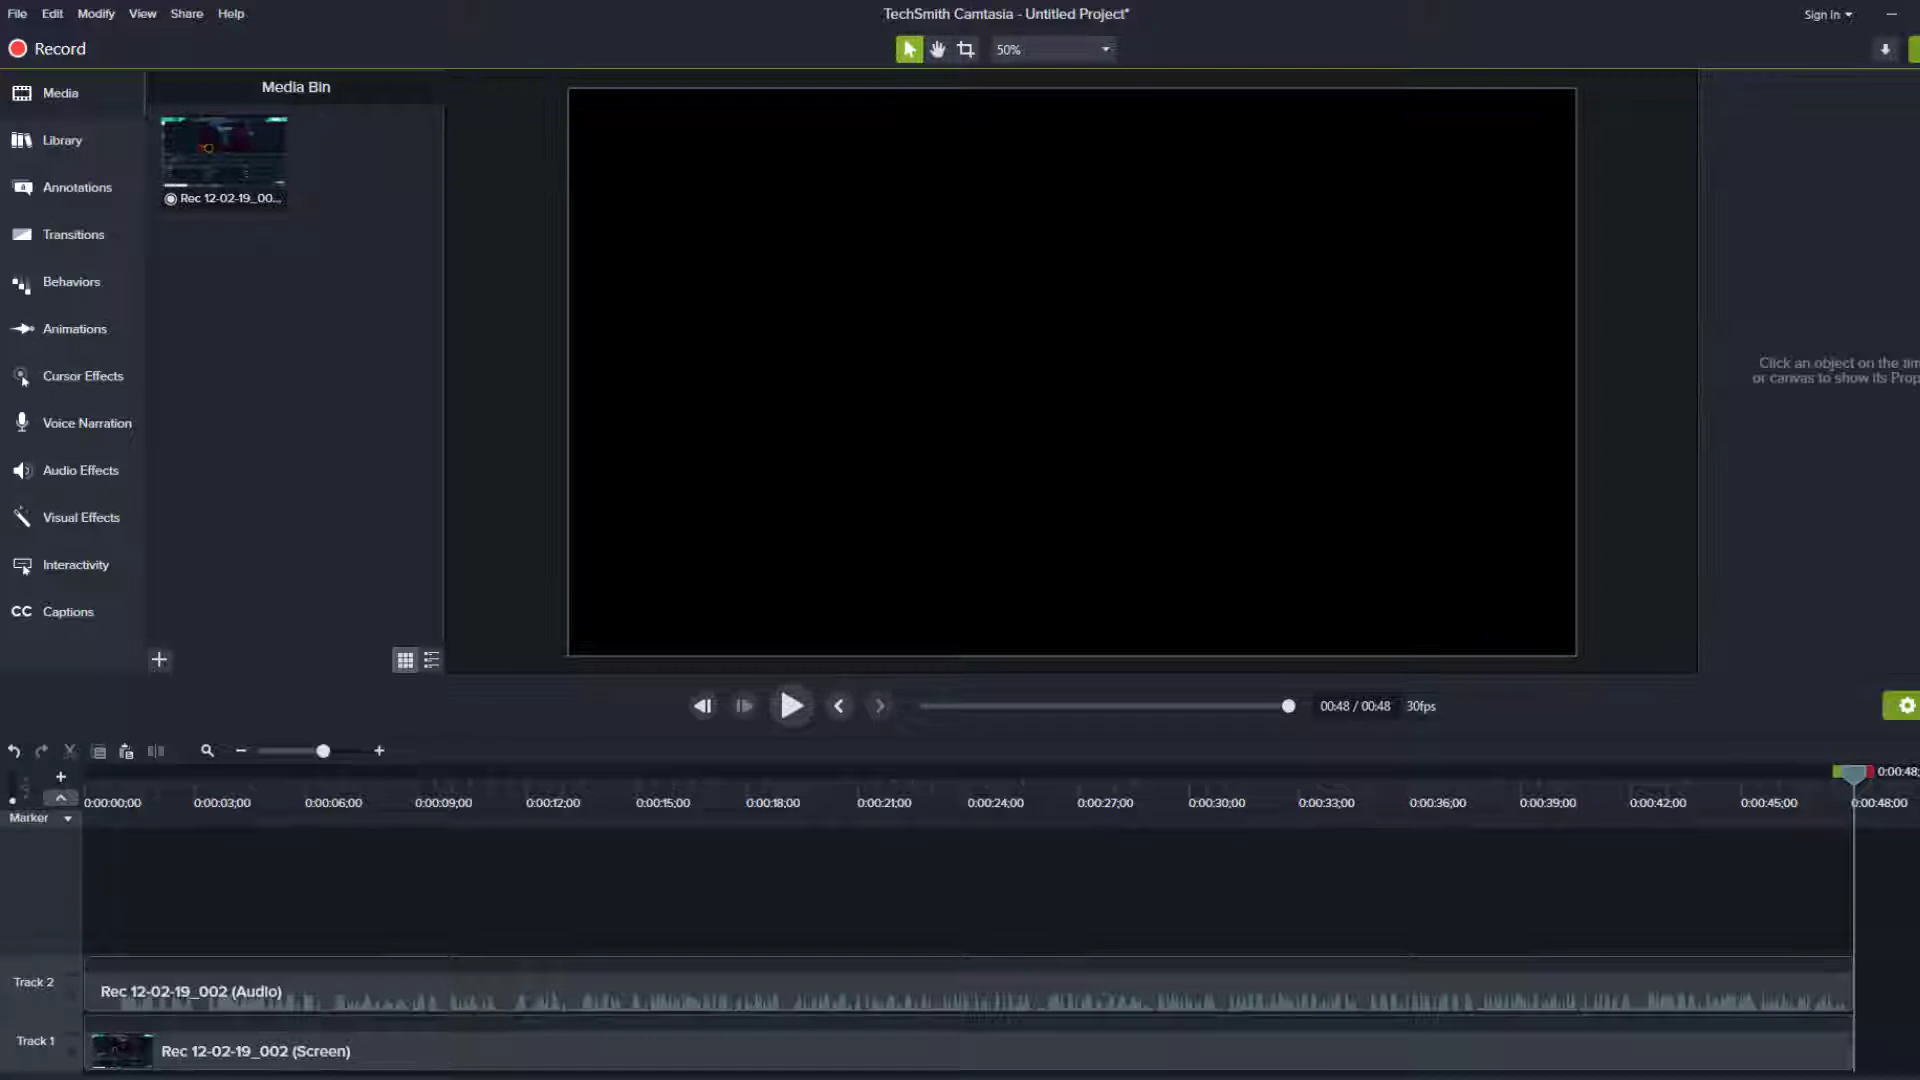 File Edit Modify View Share Help
TechSmith Camtasia - Untitled Project*
Sign In
Record
50%
Media
Library
Annotations
Transitions
Behaviors
Animations
Cursor Effects
Voice Narration
Audio Effects
Visual Effects
Interactivity
CC Captions
Media Bin
Rec 12-02-19_00...
Click an object on the tim
or canvas to show its Prop
00:48 / 00:48 30fps
0:00:48;
0:00:00;00 0:00:03;00 0:00:06;00 0:00:09;00 0:00:12;00 0:00:15;00 0:00:18;00 0:00:21;00 0:00:24;00 0:00:27;00 0:00:30;00 0:00:33;00 0:00:36;00 0:00:39;00 0:00:42;00 0:00:45;00 0:00:48;00
Marker
Track 2
Rec 12-02-19_002 (Audio)
Track 1
Rec 12-02-19_002 (Screen)